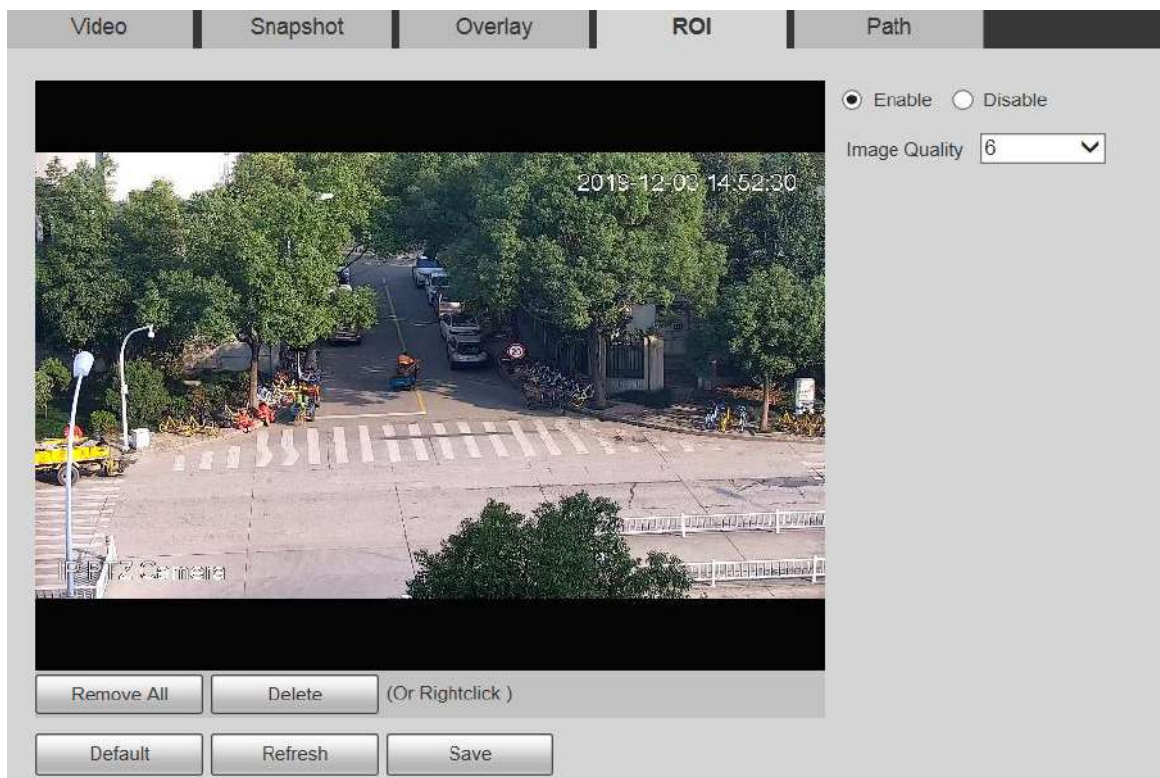 Video Snapshot Overlay ROI Path
Enable Disable
Image Quality 6
2019-12-03 14:52:30
20
IP PTZ Camera
Remove All Delete (Or Rightclick )
Default Refresh Save